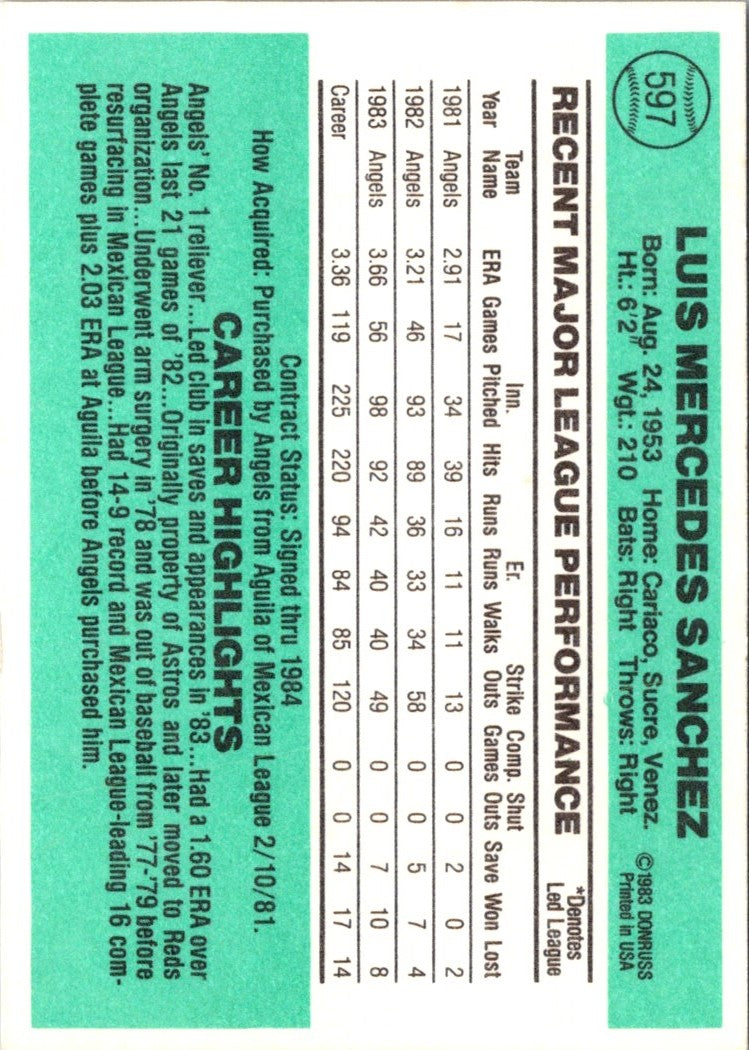 597
LUIS MERCEDES SANCHEZ
Born: Aug. 24, 1953 Home: Cariaco, Sucre, Venez.
Ht.: 6'2" Wgt.: 210 Bats: Right Throws: Right
©1983 DONRUSS
Printed in USA
RECENT MAJOR LEAGUE PERFORMANCE
*Denotes
Led League
Team Inn. Er. Strike Comp. Shut
Year Name ERA Games Pitched Hits Runs Runs Walks Outs Games Outs Save Won Lost
1981 Angels 2.91 17 34 39 16 11 11 13 0 0 2 0 2
1982 Angels 3.21 46 93 89 36 33 34 58 0 0 5 7 4
1983 Angels 3.66 56 98 92 42 40 40 49 0 0 7 10 8
Career 3.36 119 225 220 94 84 85 120 0 0 14 17 14
Contract Status: Signed thru 1984
How Acquired: Purchased by Angels from Aguila of Mexican League 2/10/81.
CAREER HIGHLIGHTS
Angels' No. 1 reliever...Led club in saves and appearances in '83...Had a 1.60 ERA over
Angels last 21 games of '82...Originally property of Astros and later moved to Reds
organization...Underwent arm surgery in '78 and was out of baseball from '77-79 before
resurfacing in Mexican League...Had 14-9 record and Mexican League-leading 16 com-
plete games plus 2.03 ERA at Aguila before Angels purchased him.